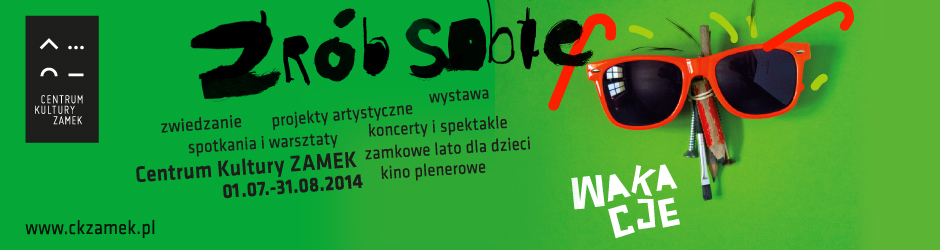 Zrób sobie
CENTRUM
KULTURY
ZAMEK
wystawa
zwiedzanie
projekty artystyczne
spotkania i warsztaty
koncerty i spektakle
Centrum Kultury ZAMEK
zamkowe lato dla dzieci
01.07.-31.08.2014
kino plenerowe
WAKA
CJE
www.ckzamek.pl